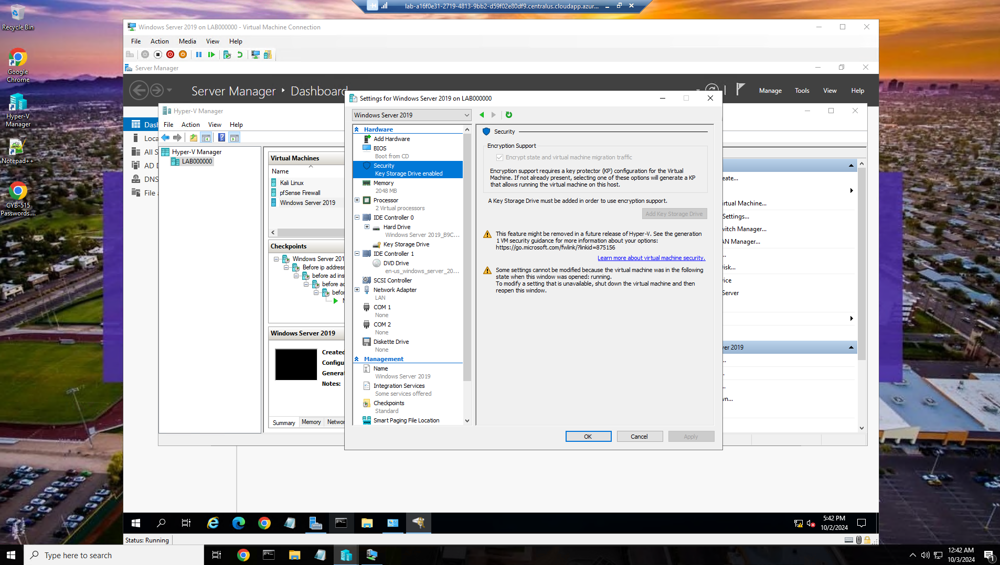 lab-a16f0e31-2719-4813-9bb2-d59f02e80df9.centralus.cloudapp.azur...
Recycle Bin
Google Chrome
Hyper-V Manager
Notepad++
CYB-515 Passwords....
Windows Server 2019 on LAB000000 - Virtual Machine Connection
File Action Media View Help
Server Manager
Server Manager Dashboard
Manage Tools View Help
Dash
Loca
All S
AD D
DNS
File a
Hyper-V Manager
File Action View Help
Hyper-V Manager
LAB000000
Virtual Machines
Name
Kali Linux
pfSense Firewall
Windows Server 2019
Checkpoints
Windows Server 201
Before ip address
before ad ins
before ad
befor
Windows Server 2019
Created
Configu
Generat
Notes:
Summary Memory Networ
Settings for Windows Server 2019 on LAB000000
Windows Server 2019
Hardware
Add Hardware
BIOS
Boot from CD
Security
Key Storage Drive enabled
Memory
2048 MB
Processor
2 Virtual processors
IDE Controller 0
Hard Drive
Windows Server 2019_B9C...
Key Storage Drive
IDE Controller 1
DVD Drive
en-us_windows_server_20...
SCSI Controller
Network Adapter
LAN
COM 1
None
COM 2
None
Diskette Drive
None
Management
Name
Windows Server 2019
Integration Services
Some services offered
Checkpoints
Standard
Smart Paging File Location
Security
Encryption Support
Encrypt state and virtual machine migration traffic
Encryption support requires a key protector (KP) configuration for the Virtual
Machine. If not already present, selecting one of these options will generate a KP
that allows running the virtual machine on this host.
A Key Storage Drive must be added in order to use encryption support.
Add Key Storage Drive
This feature might be removed in a future release of Hyper-V. See the generation
1 VM security guidance for more information about your options:
https://go.microsoft.com/fwlink/?linkid=875156
Learn more about virtual machine security.
Some settings cannot be modified because the virtual machine was in the following
state when this window was opened: running.
To modify a setting that is unavailable, shut down the virtual machine and then
reopen this window.
OK Cancel Apply
eate...
irtual Machine...
Settings...
witch Manager...
AN Manager...
...
isk...
vice
Server
ver 2019
...
...
...
wn...
5:42 PM
10/2/2024
Status: Running
Type here to search
12:42 AM
10/3/2024
1